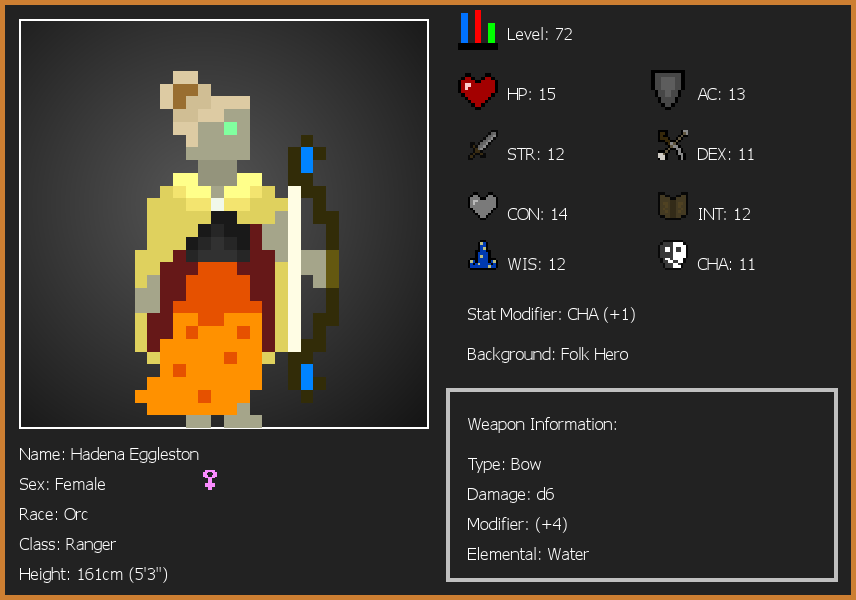 Level: 72
HP: 15
AC: 13
STR: 12
DEX: 11
CON: 14
INT: 12
WIS: 12
CHA: 11
Stat Modifier: CHA (+1)
Background: Folk Hero
Weapon Information:
Type: Bow
Damage: d6
Modifier: (+4)
Elemental: Water
Name: Hadena Eggleston
Sex: Female
Race: Orc
Class: Ranger
Height: 161cm (5'3")